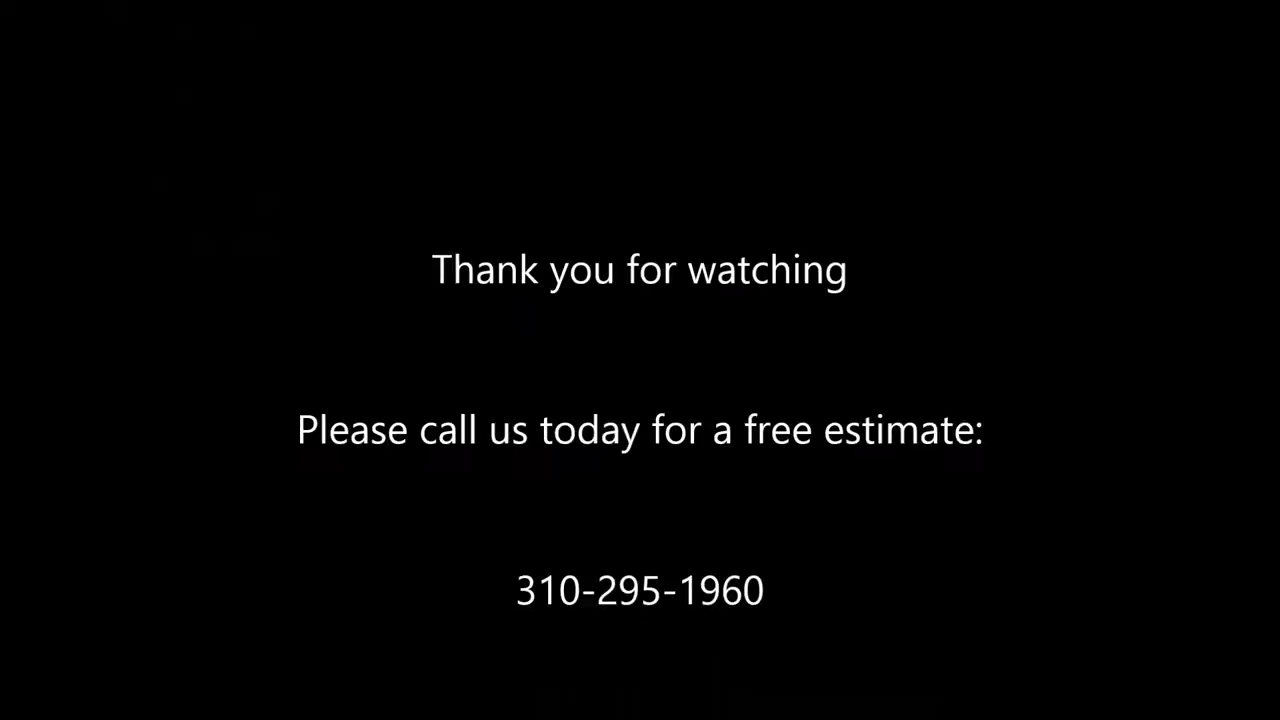 Thank you for watching
Please call us today for a free estimate:
310-295-1960